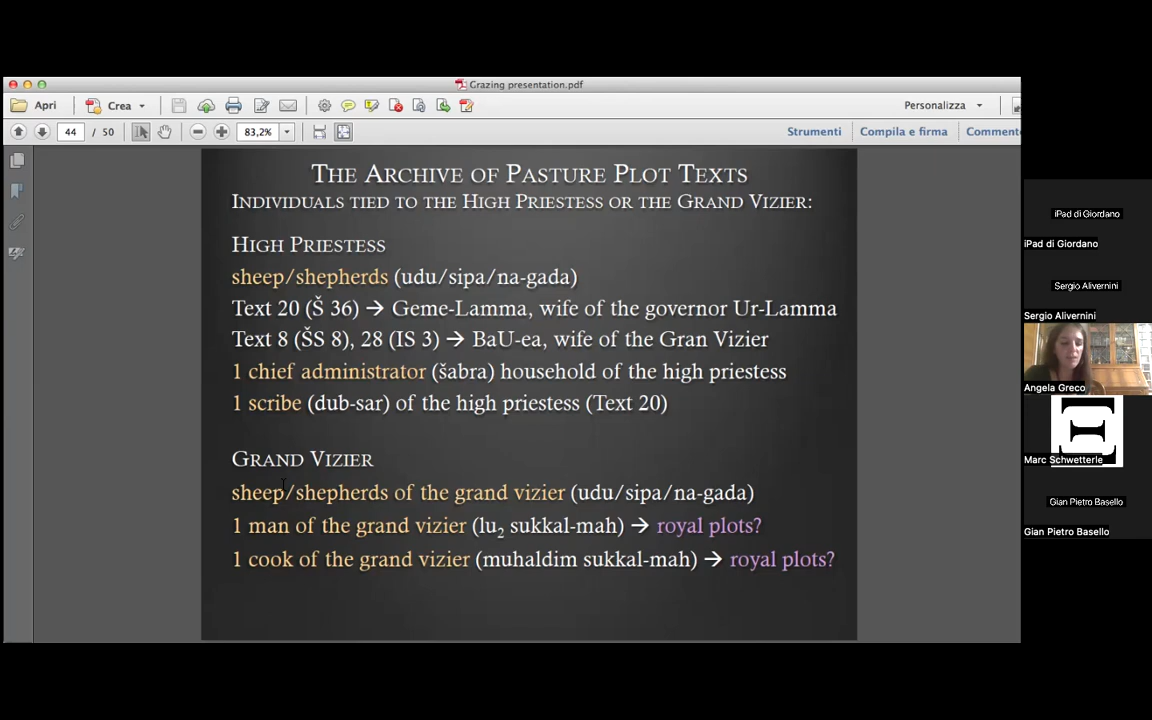 Grazing presentation.pdf
Apri
Crea
Personalizza
44 / 50
83,2%
Strumenti
Compila e firma
Comment
THE ARCHIVE OF PASTURE PLOT TEXTS
INDIVIDUALS TIED TO THE HIGH PRIESTESS OR THE GRAND VIZIER:
HIGH PRIESTESS
sheep/shepherds (udu/sipa/na-gada)
Text 20 (Š 36) → Geme-Lamma, wife of the governor Ur-Lamma
Text 8 (ŠS 8), 28 (IS 3) → BaU-ea, wife of the Gran Vizier
1 chief administrator (šabra) household of the high priestess
1 scribe (dub-sar) of the high priestess (Text 20)
GRAND VIZIER
sheep/shepherds of the grand vizier (udu/sipa/na-gada)
1 man of the grand vizier (lu₂ sukkal-mah) → royal plots?
1 cook of the grand vizier (muhaldim sukkal-mah) → royal plots?
iPad di Giordano
iPad di Giordano
Sergio Alivernini
Sergio Alivernini
Angela Greco
Marc Schwetterle
Gian Pietro Basello
Gian Pietro Basello